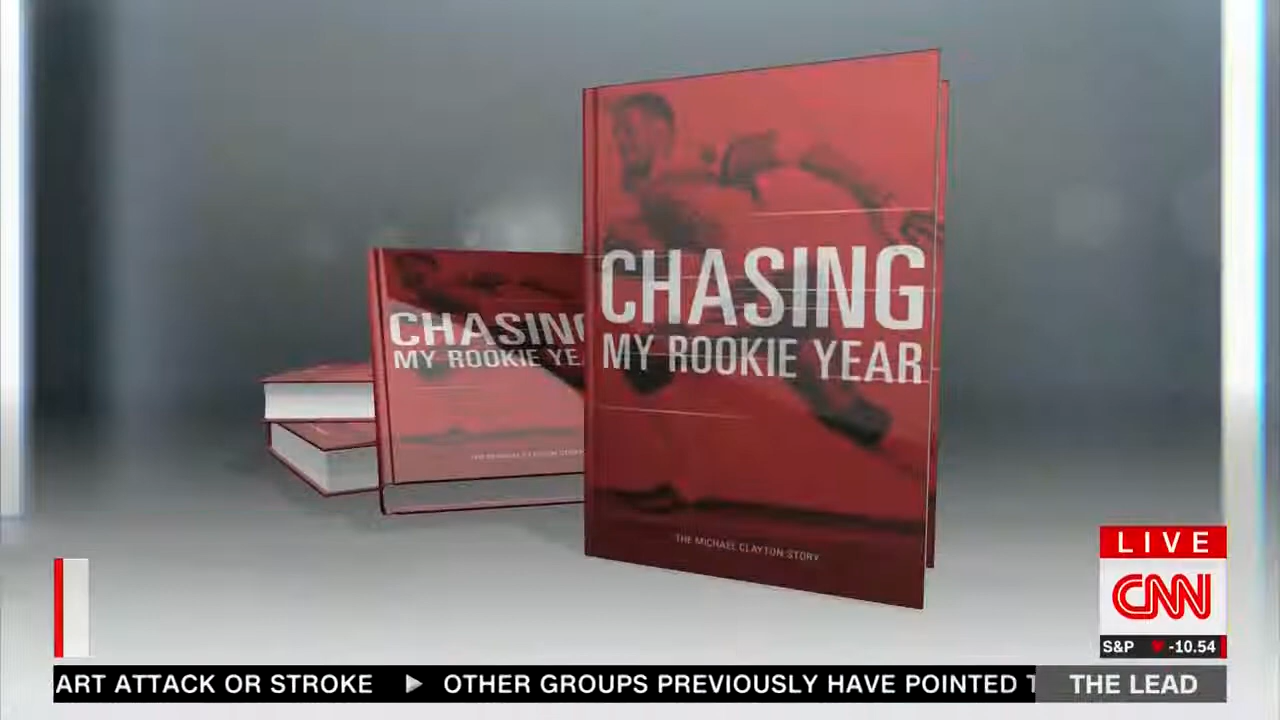 CHASING
MY ROOKIE YEAR
THE MICHAEL CLAYTON STORY
CHASING
MY ROOKIE YE
LIVE
CNN
S&P -10.54
ART ATTACK OR STROKE ▶ OTHER GROUPS PREVIOUSLY HAVE POINTED T
THE LEAD